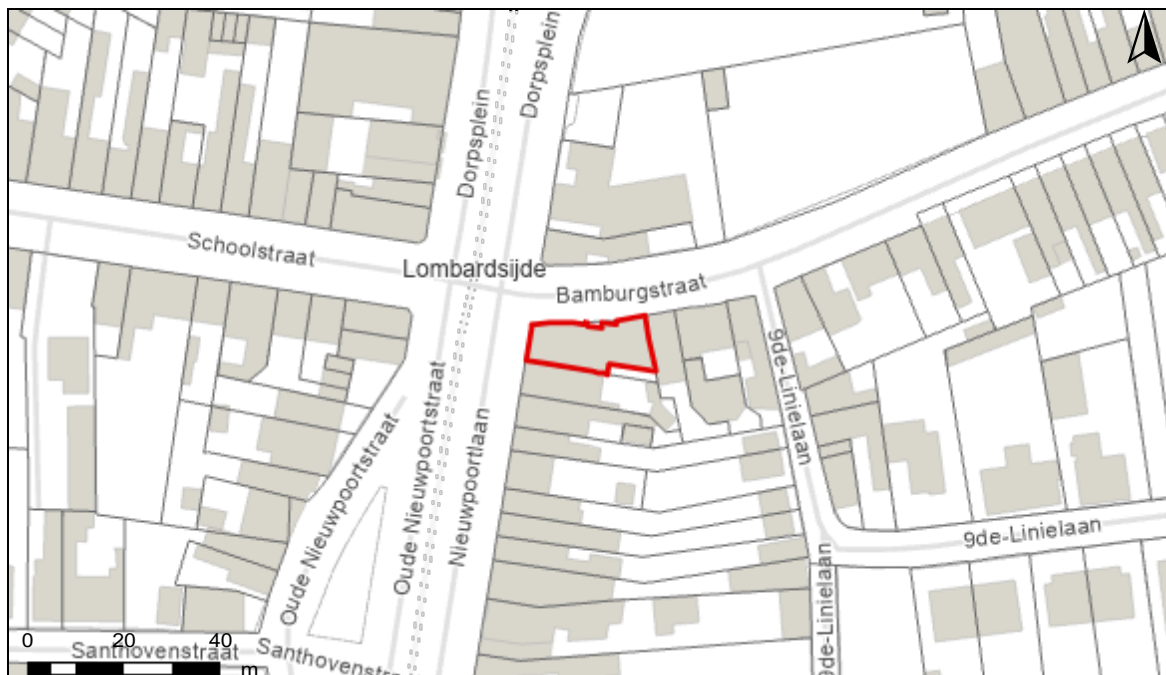 Dorpsplein
Dorpsplein
Schoolstraat
Lombardsijde
Bamburgstraat
9de-Linielaan
Oude Nieuwpoortstraat
Oude Nieuwpoortstraat
Nieuwpoortlaan
9de-Linielaan
9de-Linielaan
0 20 40
m
Santhovenstraat
Santhovenstra